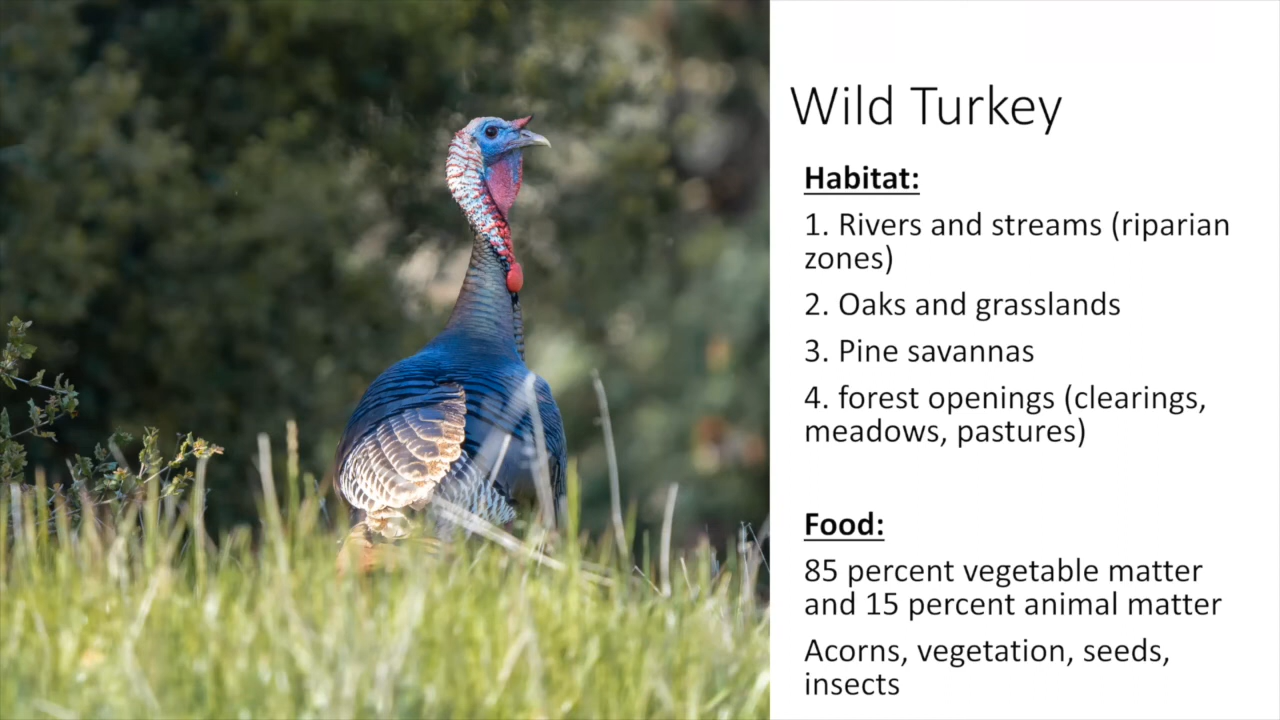 Wild Turkey
Habitat:
1. Rivers and streams (riparian
zones)
2. Oaks and grasslands
3. Pine savannas
4. forest openings (clearings,
meadows, pastures)
Food:
85 percent vegetable matter
and 15 percent animal matter
Acorns, vegetation, seeds,
insects